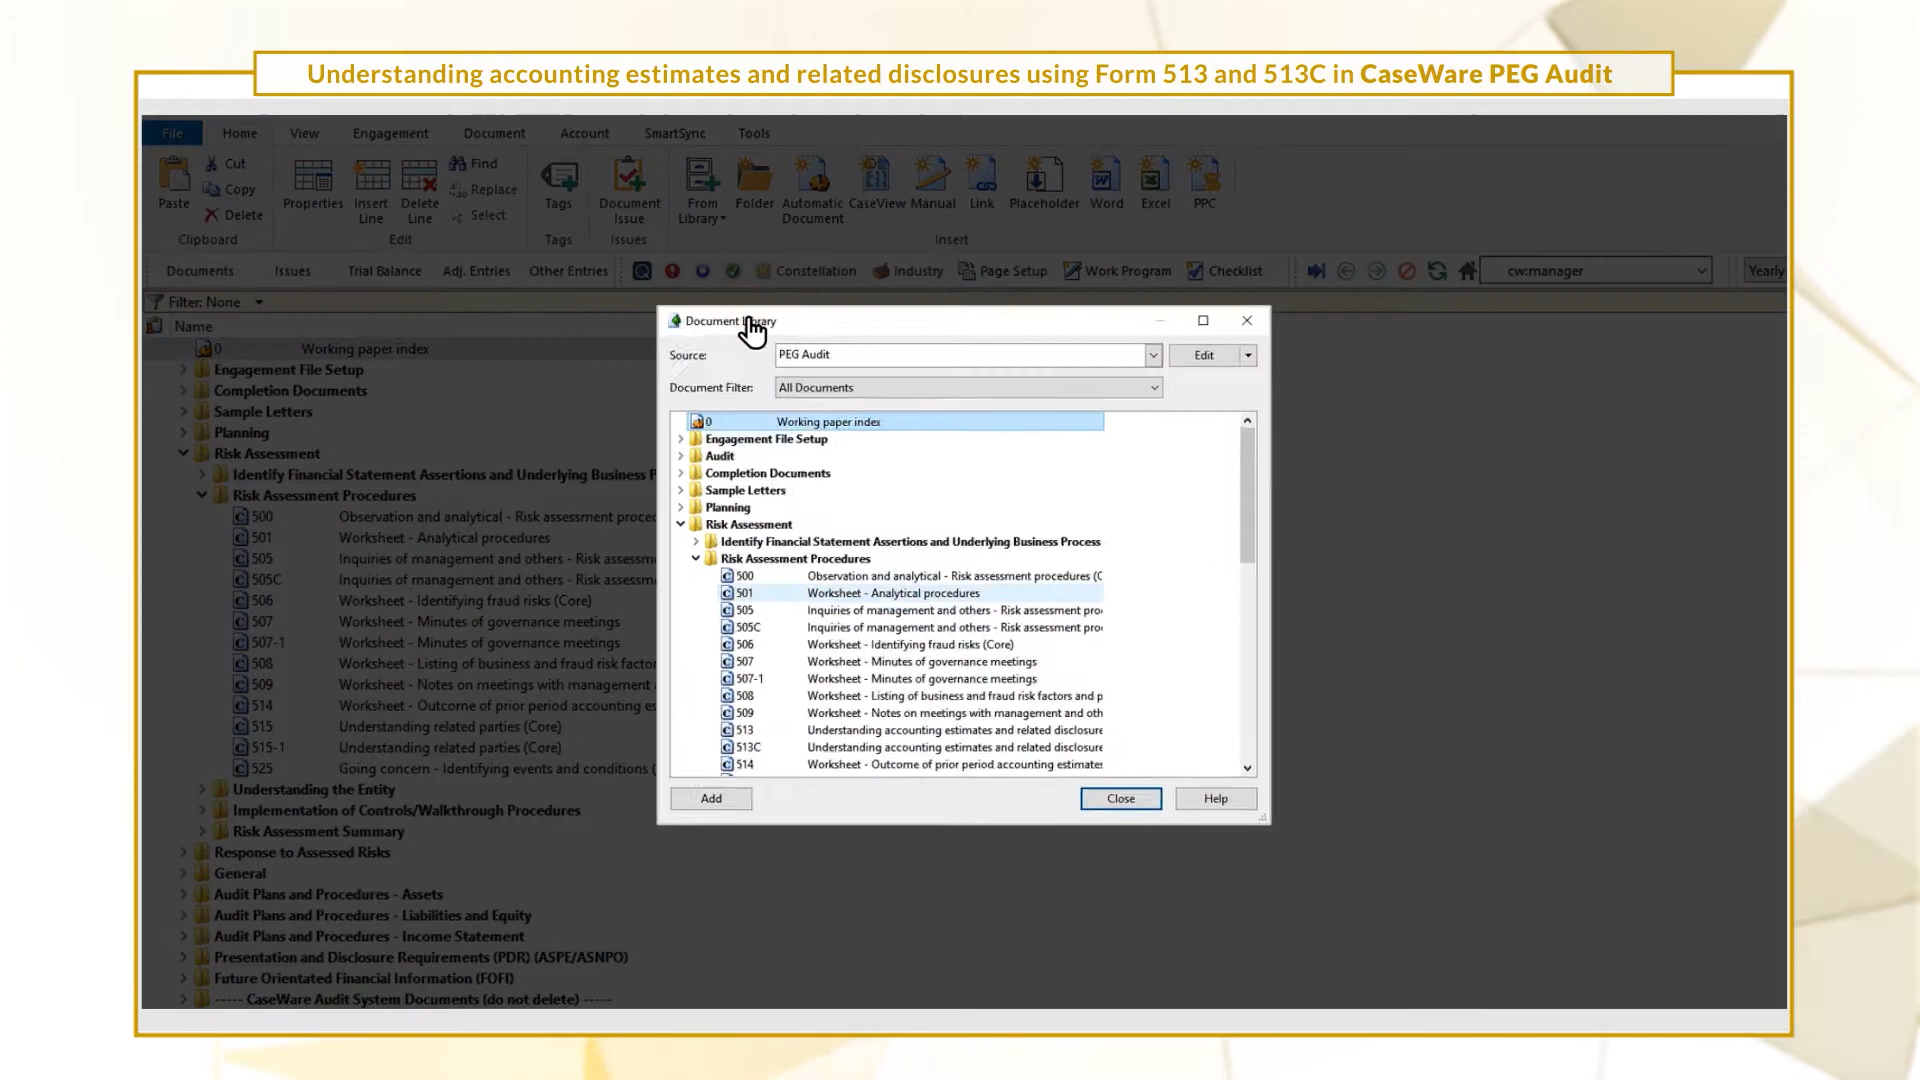 Understanding accounting estimates and related disclosures using Form 513 and 513C in CaseWare PEG Audit
File Home View Engagement Document Account SmartSync Tools
Paste Cut Copy Delete
Clipboard
Properties Insert Line Delete Line Find Replace Select
Edit
Tags
Tags
Document Issue
Issues
From Library Folder Automatic Document CaseView Manual Link Placeholder Word Excel PPC
Insert
Documents Issues Trial Balance Adj. Entries Other Entries Constellation Industry Page Setup Work Program Checklist cw:manager Yearly
Filter: None
Name
0 Working paper index
Engagement File Setup
Completion Documents
Sample Letters
Planning
Risk Assessment
Identify Financial Statement Assertions and Underlying Business P
Risk Assessment Procedures
500 Observation and analytical - Risk assessment proced
501 Worksheet - Analytical procedures
505 Inquiries of management and others - Risk assessm
505C Inquiries of management and others - Risk assessm
506 Worksheet - Identifying fraud risks (Core)
507 Worksheet - Minutes of governance meetings
507-1 Worksheet - Minutes of governance meetings
508 Worksheet - Listing of business and fraud risk factor
509 Worksheet - Notes on meetings with management
514 Worksheet - Outcome of prior period accounting es
515 Understanding related parties (Core)
515-1 Understanding related parties (Core)
525 Going concern - Identifying events and conditions (
Understanding the Entity
Implementation of Controls/Walkthrough Procedures
Risk Assessment Summary
Response to Assessed Risks
General
Audit Plans and Procedures - Assets
Audit Plans and Procedures - Liabilities and Equity
Audit Plans and Procedures - Income Statement
Presentation and Disclosure Requirements (PDR) (ASPE/ASNPO)
Future Orientated Financial Information (FOFI)
----- CaseWare Audit System Documents (do not delete) -----
Document Library
Source: PEG Audit Edit
Document Filter: All Documents
0 Working paper index
Engagement File Setup
Audit
Completion Documents
Sample Letters
Planning
Risk Assessment
Identify Financial Statement Assertions and Underlying Business Process
Risk Assessment Procedures
500 Observation and analytical - Risk assessment procedures (C
501 Worksheet - Analytical procedures
505 Inquiries of management and others - Risk assessment pro
505C Inquiries of management and others - Risk assessment pro
506 Worksheet - Identifying fraud risks (Core)
507 Worksheet - Minutes of governance meetings
507-1 Worksheet - Minutes of governance meetings
508 Worksheet - Listing of business and fraud risk factors and p
509 Worksheet - Notes on meetings with management and oth
513 Understanding accounting estimates and related disclosure
513C Understanding accounting estimates and related disclosure
514 Worksheet - Outcome of prior period accounting estimates
Add Close Help